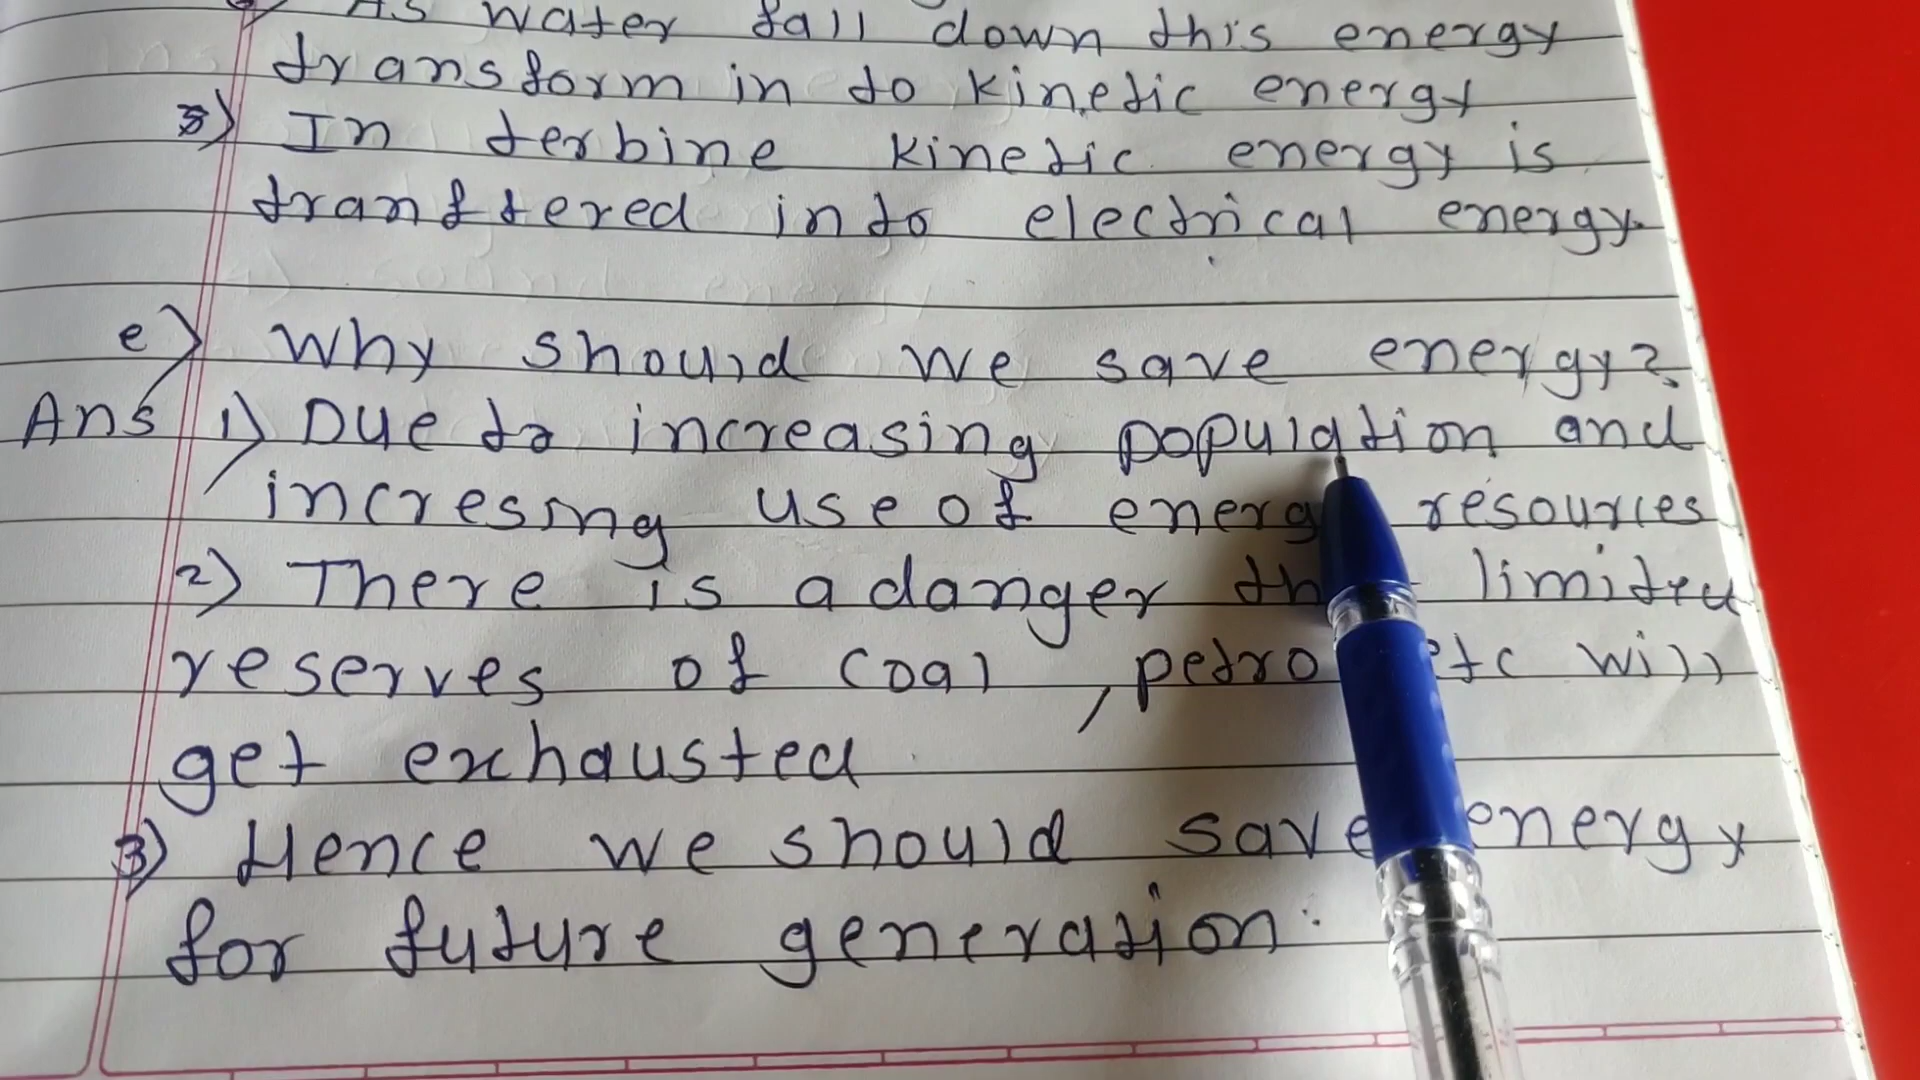 As water fall down this energy
transform in to kinetic energy
3) In terbine kinetic energy is
tranftered into electrical energy.
e) Why should we save energy?
Ans 1) Due to increasing population and
incresing use of energ resources
2) There is a danger limited
reserves of coal, petro etc will
get exhausted
3) Hence we should save energy
for future generation.